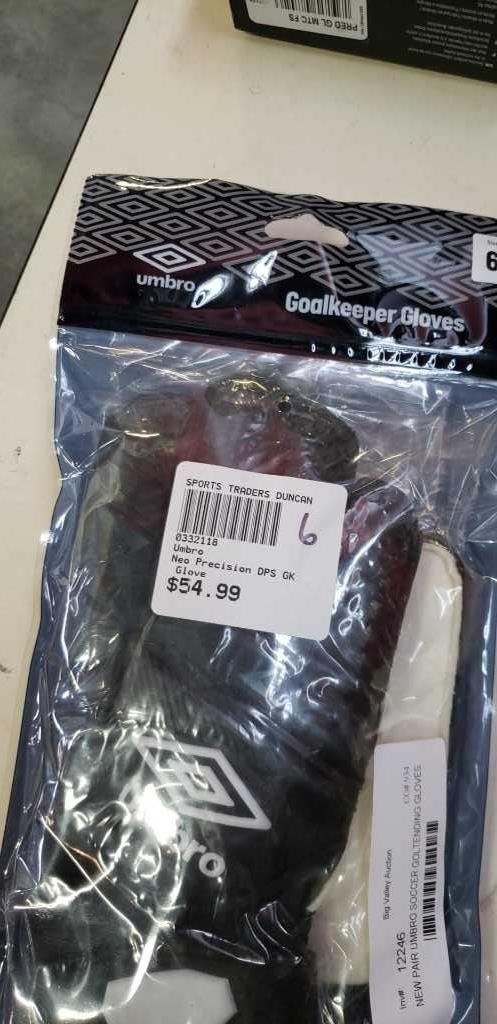 PRED GL MTC FS
umbro
Goalkeeper Gloves
6
SPORTS TRADERS DUNCAN
6
0332118
Umbro
Neo Precision DPS GK
Glove
$54.99
umbro
Big Valley Auction
Inv# 12246
NEW PAIR UMBRO SOCCER GOLTENDING GLOVES